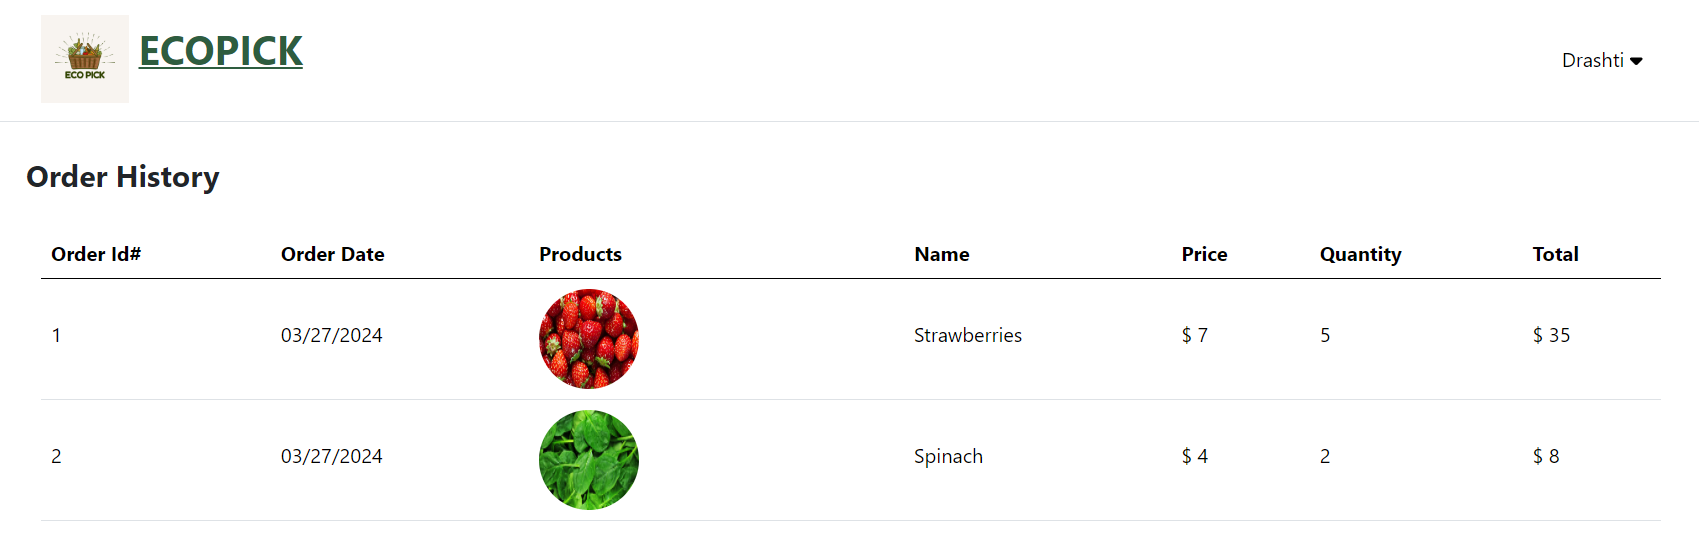 ECO PICK
ECOPICK
Drashti
Order History
Order Id# Order Date Products Name Price Quantity Total
1 03/27/2024 Strawberries $ 7 5 $ 35
2 03/27/2024 Spinach $ 4 2 $ 8